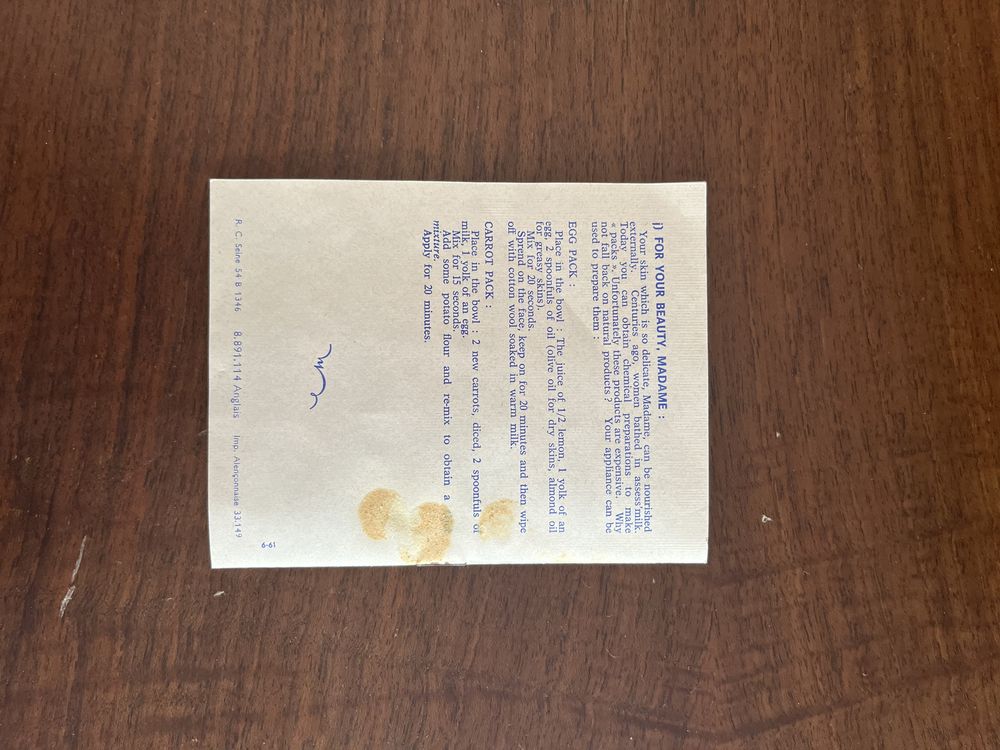 j) FOR YOUR BEAUTY, MADAME :
Your skin which is so delicate, Madame, can be nourished
externally. Centuries ago, women bathed in assess'milk.
Today you can obtain chemical preparations to make
« packs ». Unfortunately these products are expensive. Why
not fall back on natural products ? Your appliance can be
used to prepare them :
EGG PACK :
Place in the bowl : The juice of 1/2 lemon, 1 yolk of an
egg, 2 spoonfuls of oil (olive oil for dry skins, almond oil
for greasy skins).
Mix for 20 seconds.
Spread on the face, keep on for 20 minutes and then wipe
off with cotton wool soaked in warm milk.
CARROT PACK :
Place in the bowl : 2 new carrots, diced, 2 spoonfuls of
milk, 1 yolk of an egg.
Mix for 15 seconds.
Add some potato flour and re-mix to obtain a
mixture.
Apply for 20 minutes.
R. C. Seine 54 B 1346 8.891.114 Anglais Imp. Alençonnaise 33.149
6-61